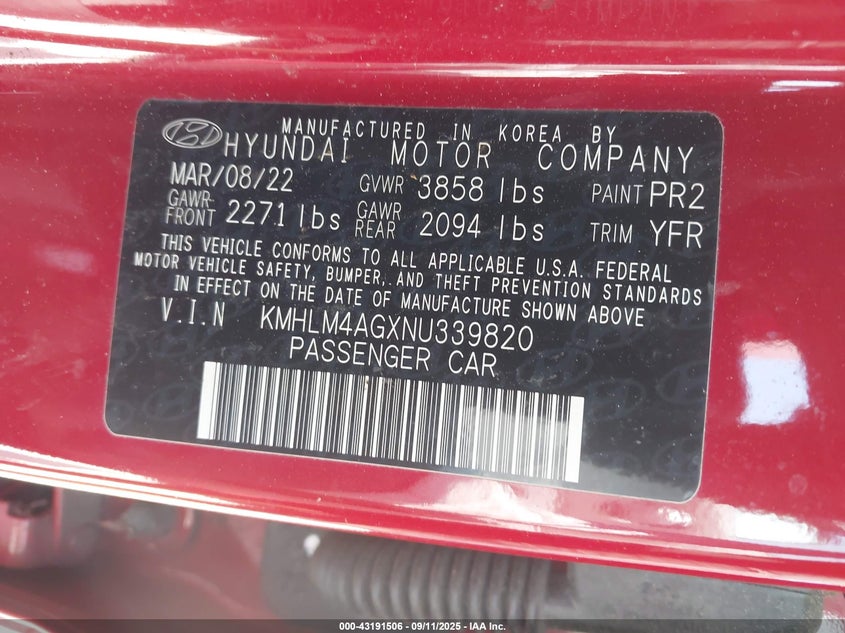 MANUFACTURED IN KOREA BY
HYUNDAI MOTOR COMPANY
MAR/08/22 GVWR 3858 lbs PAINT PR2
GAWR FRONT 2271 lbs GAWR REAR 2094 lbs TRIM YFR
THIS VEHICLE CONFORMS TO ALL APPLICABLE U.S.A. FEDERAL
MOTOR VEHICLE SAFETY, BUMPER, AND THEFT PREVENTION STANDARDS
IN EFFECT ON THE DATE OF MANUFACTURE SHOWN ABOVE
V.I.N KMHLM4AGXNU339820
PASSENGER CAR
000-43191506 - 09/11/2025 - IAA Inc.